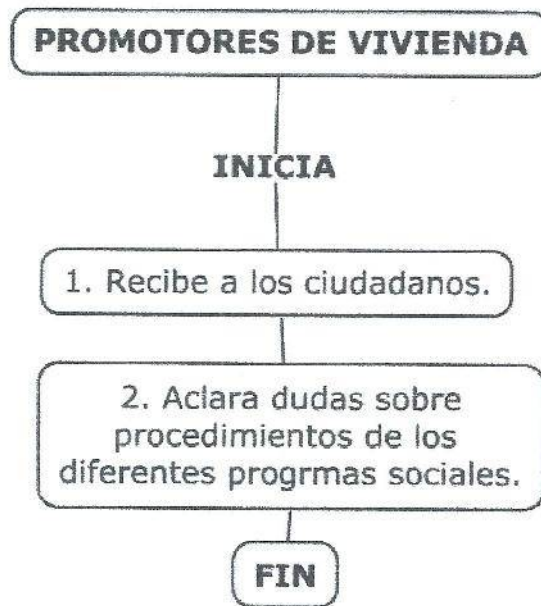 PROMOTORES DE VIVIENDA
INICIA
1. Recibe a los ciudadanos.
2. Aclara dudas sobre
procedimientos de los
diferentes progrmas sociales.
FIN